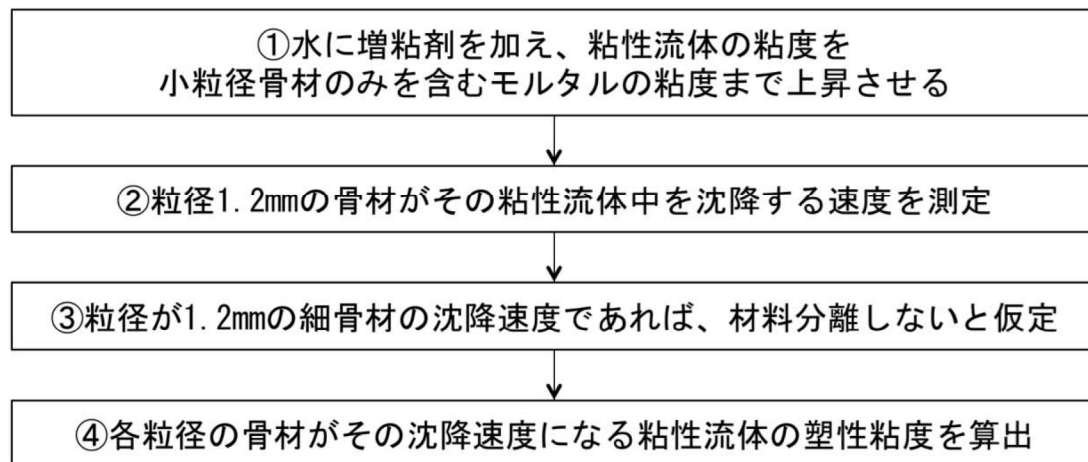 ①水に増粘剤を加え、粘性流体の粘度を
小粒径骨材のみを含むモルタルの粘度まで上昇させる
②粒径1.2mmの骨材がその粘性流体中を沈降する速度を測定
③粒径が1.2mmの細骨材の沈降速度であれば、材料分離しないと仮定
④各粒径の骨材がその沈降速度になる粘性流体の塑性粘度を算出